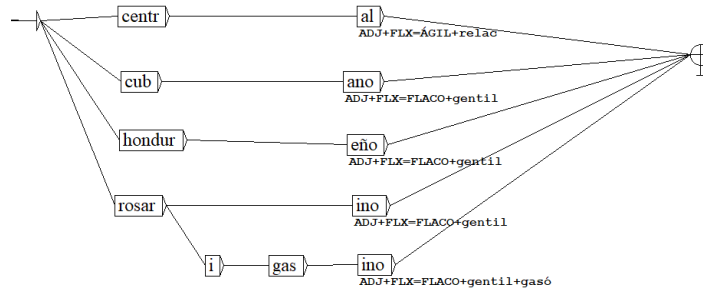 centr al
ADJ+FLX=ÁGIL+relac
cub ano
ADJ+FLX=FLACO+gentil
hondur eño
ADJ+FLX=FLACO+gentil
rosar ino
ADJ+FLX=FLACO+gentil
i gas ino
ADJ+FLX=FLACO+gentil+gasó